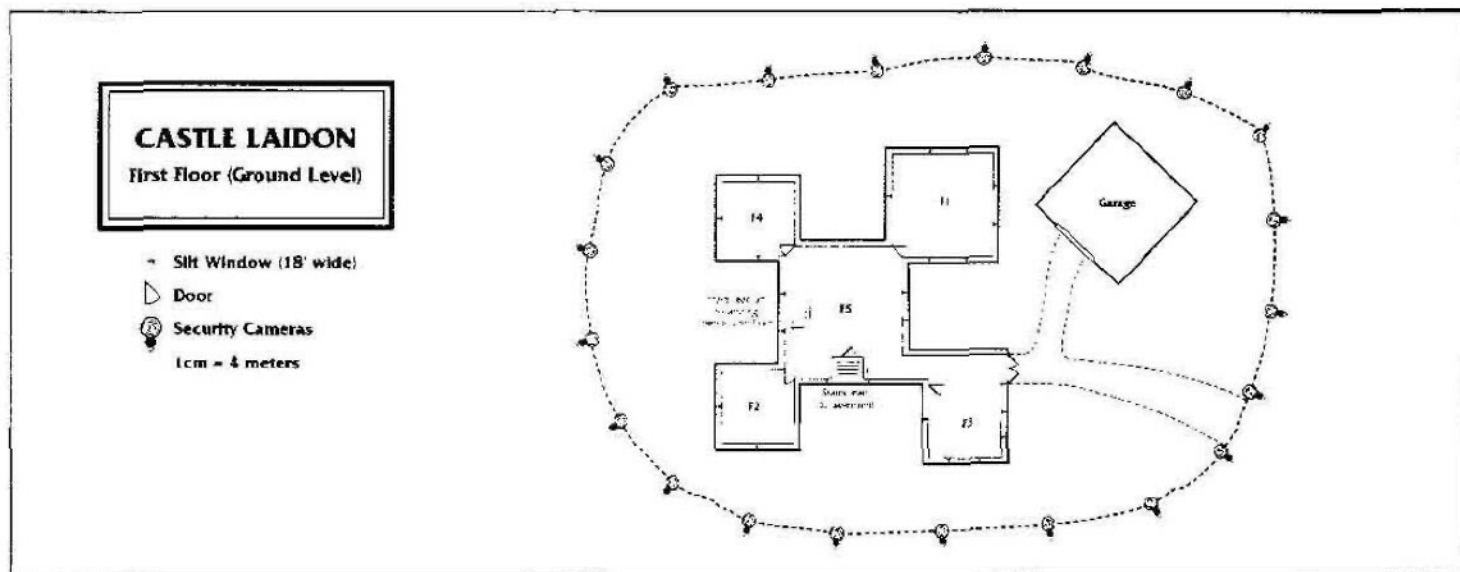 CASTLE LAIDON
First Floor (Ground Level)
Slit Window (18' wide)
Door
Security Cameras
1cm = 4 meters
F4
F1
Garage
F5
F2
F3